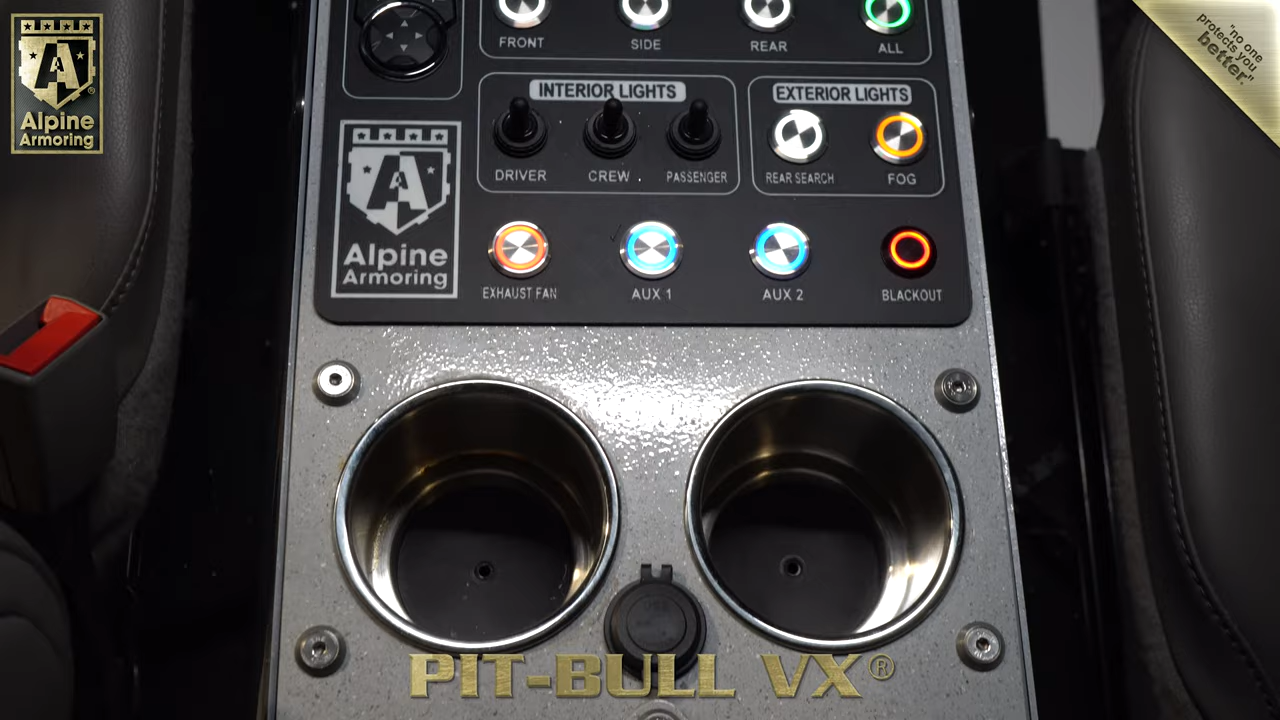 Alpine
Armoring
®
"no one
protects you
better."
FRONT
SIDE
REAR
ALL
INTERIOR LIGHTS
EXTERIOR LIGHTS
DRIVER
CREW
PASSENGER
REAR SEARCH
FOG
A
Alpine
Armoring
EXHAUST FAN
AUX 1
AUX 2
BLACKOUT
PIT-BULL VX®